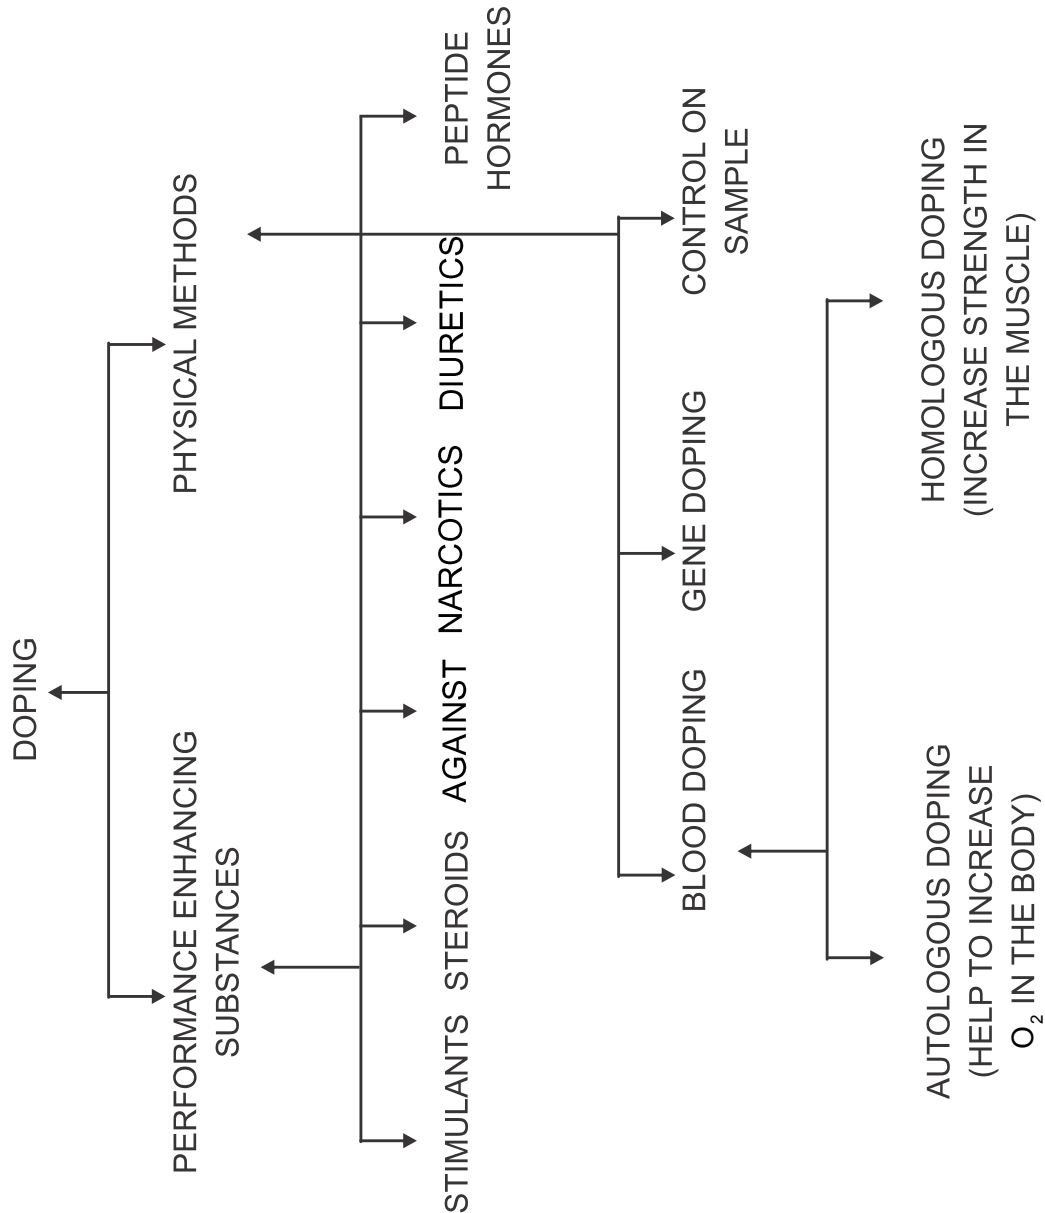 DOPING
PERFORMANCE ENHANCING
SUBSTANCES
PHYSICAL METHODS
STIMULANTS
STEROIDS
AGAINST
NARCOTICS
DIURETICS
PEPTIDE
HORMONES
BLOOD DOPING
GENE DOPING
CONTROL ON
SAMPLE
AUTOLOGOUS DOPING
(HELP TO INCREASE
O₂ IN THE BODY)
HOMOLOGOUS DOPING
(INCREASE STRENGTH IN
THE MUSCLE)